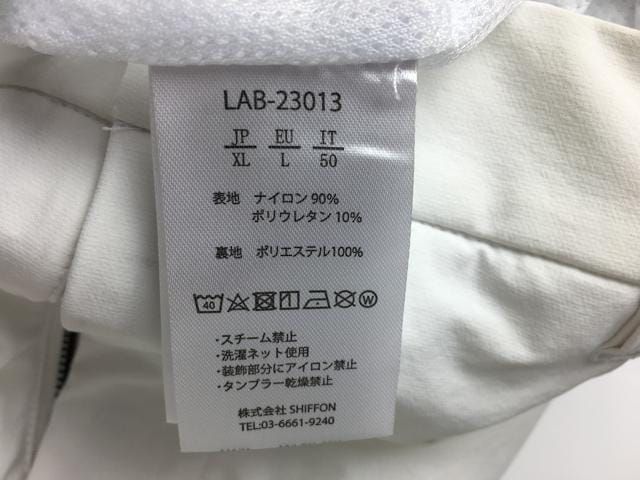 LAB-23013
JP EU IT
XL L 50
表地 ナイロン 90%
ポリウレタン 10%
裏地 ポリエステル100%
40 W
・スチーム禁止
・洗濯ネット使用
・装飾部分にアイロン禁止
・タンブラー乾燥禁止
株式会社 SHIFFON
TEL:03-6661-9240